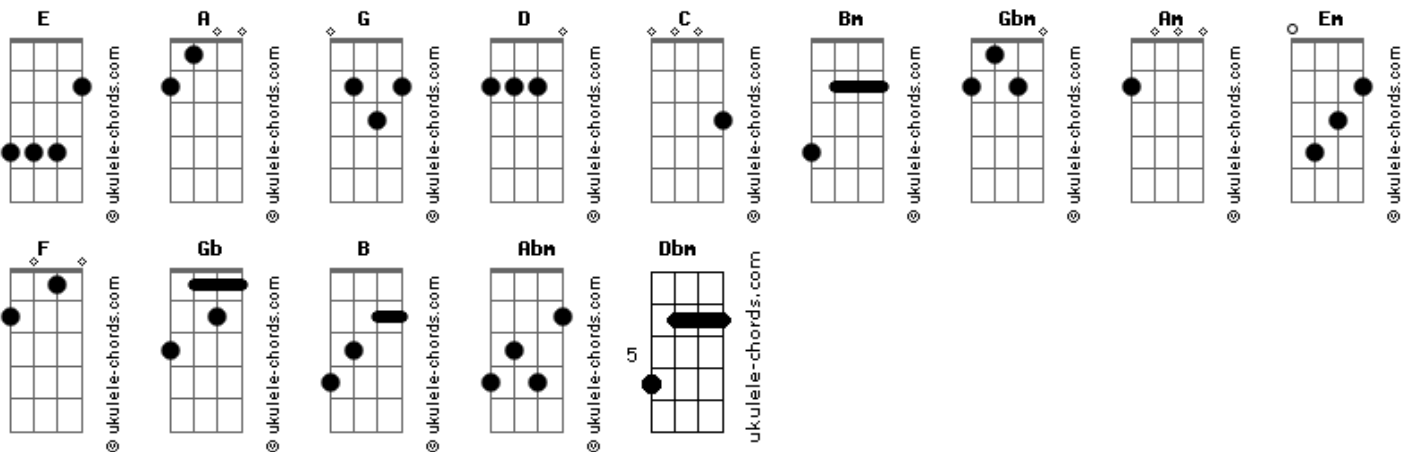 E A G D C Bm Gbm Am Em
© ukulele-chords.com © ukulele-chords.com © ukulele-chords.com © ukulele-chords.com © ukulele-chords.com © ukulele-chords.com © ukulele-chords.com © ukulele-chords.com © ukulele-chords.com
F Gb B Abm Dbm
© ukulele-chords.com © ukulele-chords.com © ukulele-chords.com © ukulele-chords.com 5 ukulele-chords.com